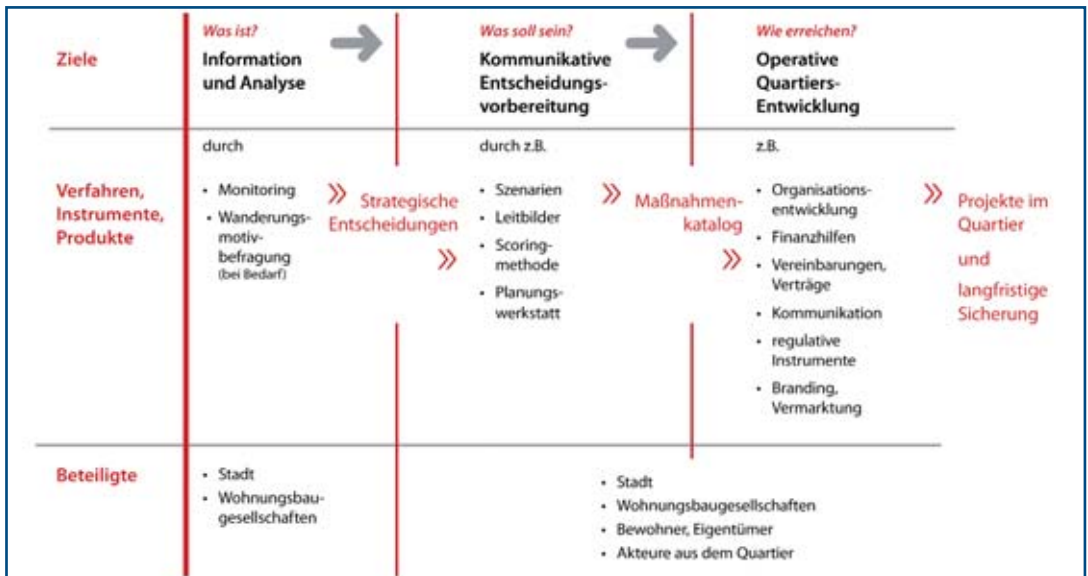 Ziele
Was ist?
Information
und Analyse
Was soll sein?
Kommunikative
Entscheidungs-
vorbereitung
Wie erreichen?
Operative
Quartiers-
Entwicklung
Verfahren,
Instrumente,
Produkte
durch
• Monitoring
• Wanderungs-
motiv-
befragung
(bei Bedarf)
» Strategische
Entscheidungen
»
durch z.B.
• Szenarien
• Leitbilder
• Scoring-
methode
• Planungs-
werkstatt
» Maßnahmen-
katalog
»
z.B.
• Organisations-
entwicklung
• Finanzhilfen
• Vereinbarungen,
Verträge
• Kommunikation
• regulative
Instrumente
• Branding,
Vermarktung
» Projekte im
Quartier
und
langfristige
Sicherung
Beteiligte
• Stadt
• Wohnungsbau-
gesellschaften
• Stadt
• Wohnungsbaugesellschaften
• Bewohner, Eigentümer
• Akteure aus dem Quartier